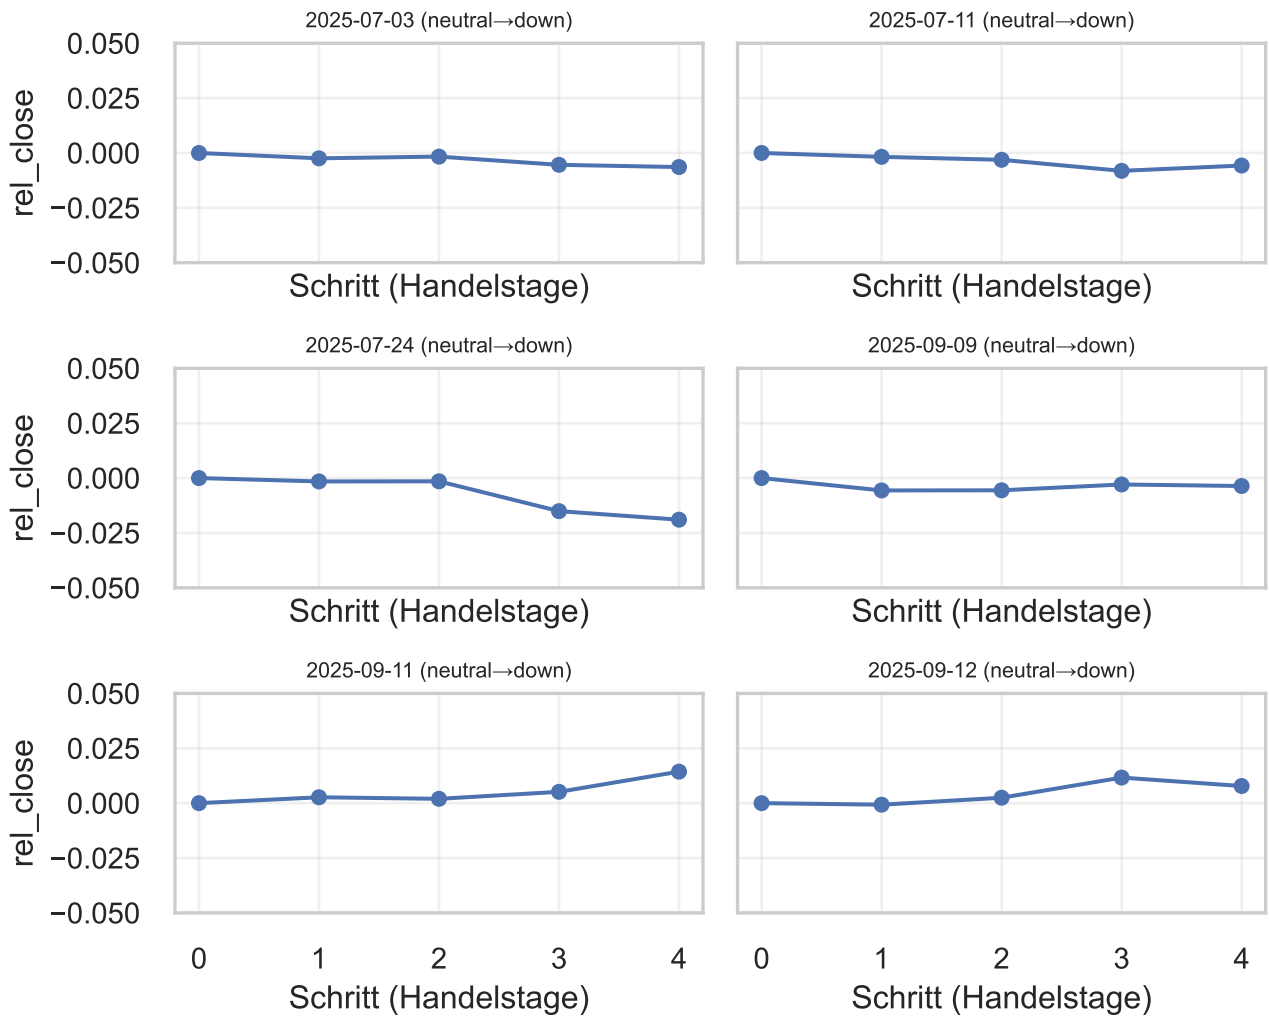 2025-07-03 (neutral→down)
2025-07-11 (neutral→down)
0.050
0.025
0.000
−0.025
−0.050
rel_close
Schritt (Handelstage)
Schritt (Handelstage)
2025-07-24 (neutral→down)
2025-09-09 (neutral→down)
0.050
0.025
0.000
−0.025
−0.050
rel_close
Schritt (Handelstage)
Schritt (Handelstage)
2025-09-11 (neutral→down)
2025-09-12 (neutral→down)
0.050
0.025
0.000
−0.025
−0.050
rel_close
0 1 2 3 4
0 1 2 3 4
Schritt (Handelstage)
Schritt (Handelstage)